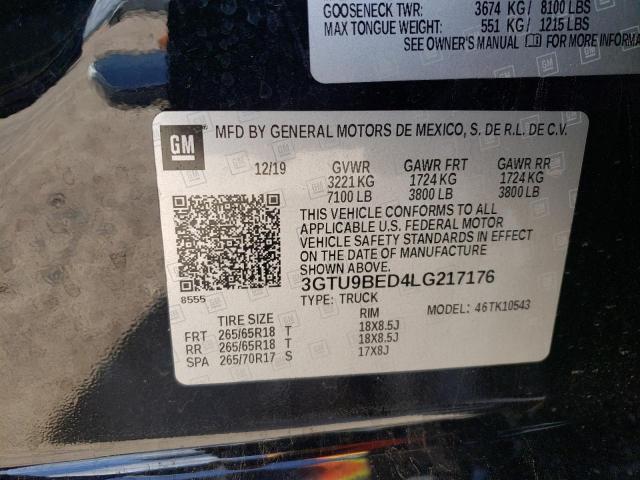 GOOSENECK TWR: 3674 KG/ 8100 LBS
MAX TONGUE WEIGHT: 551 KG/ 1215 LBS
SEE OWNER'S MANUAL FOR MORE INFORMA
GM MFD BY GENERAL MOTORS DE MEXICO, S. DE R.L. DE C.V.
12/19 GVWR GAWR FRT GAWR RR
3221 KG 1724 KG 1724 KG
7100 LB 3800 LB 3800 LB
THIS VEHICLE CONFORMS TO ALL
APPLICABLE U.S. FEDERAL MOTOR
VEHICLE SAFETY STANDARDS IN EFFECT
ON THE DATE OF MANUFACTURE
SHOWN ABOVE.
3GTU9BED4LG217176
8555
TYPE: TRUCK MODEL: 46TK10543
TIRE SIZE RIM
FRT 265/65R18 T 18X8.5J
RR 265/65R18 T 18X8.5J
SPA 265/70R17 S 17X8J